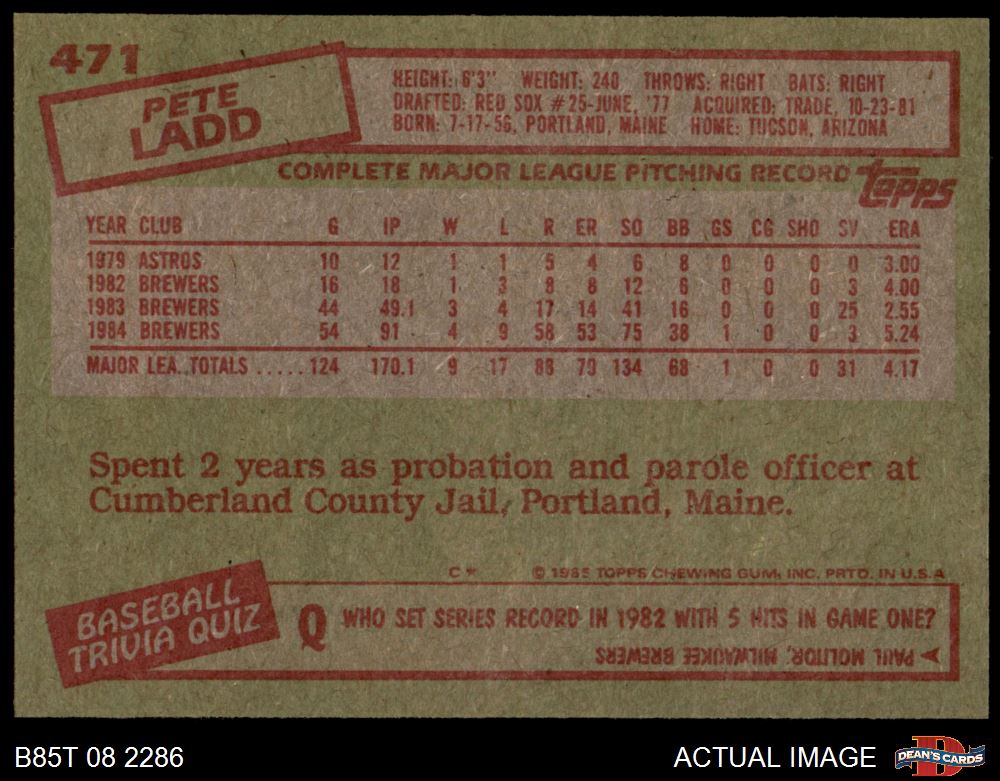 471
PETE
LADD
HEIGHT: 6'3" WEIGHT: 240 THROWS: RIGHT BATS: RIGHT
DRAFTED: RED SOX #25-JUNE, '77 ACQUIRED: TRADE, 10-23-81
BORN: 7-17-56, PORTLAND, MAINE HOME: TUCSON, ARIZONA
COMPLETE MAJOR LEAGUE PITCHING RECORD topps
YEAR CLUB G IP W L R ER SO BB GS CG SHO SV ERA
1979 ASTROS 10 12 1 1 5 4 6 8 0 0 0 0 3.00
1982 BREWERS 16 18 1 3 8 8 12 6 0 0 0 3 4.00
1983 BREWERS 44 49.1 3 4 17 14 41 16 0 0 0 25 2.55
1984 BREWERS 54 91 4 9 58 53 75 38 1 0 0 3 5.24
MAJOR LEA. TOTALS ..... 124 170.1 9 17 88 79 134 68 1 0 0 31 4.17
Spent 2 years as probation and parole officer at
Cumberland County Jail, Portland, Maine.
C* © 1985 TOPPS CHEWING GUM, INC. PRTD. IN U.S.A
BASEBALL
TRIVIA QUIZ
Q WHO SET SERIES RECORD IN 1982 WITH 5 HITS IN GAME ONE?
A PAUL MOLITOR, MILWAUKEE BREWERS
B85T 08 2286
ACTUAL IMAGE
D
DEAN'S CARDS